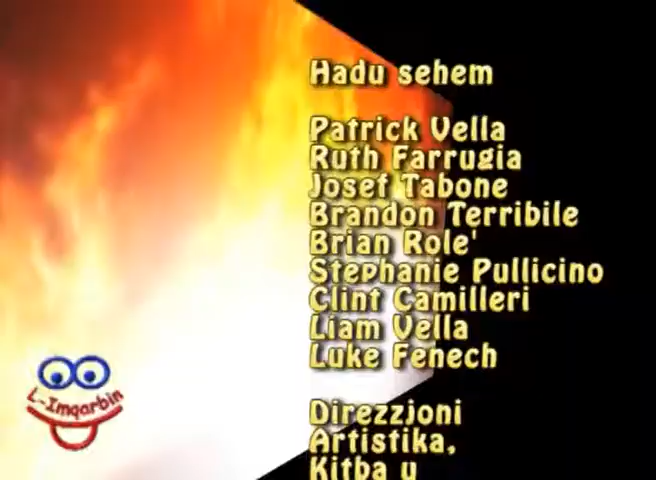 Hadu sehem
Patrick Vella
Ruth Farrugia
Josef Tabone
Brandon Terribile
Brian Role'
Stephanie Pullicino
Clint Camilleri
Liam Vella
Luke Fenech
L-Imqarbin
Direzzjoni
Artistika,
Kitba u